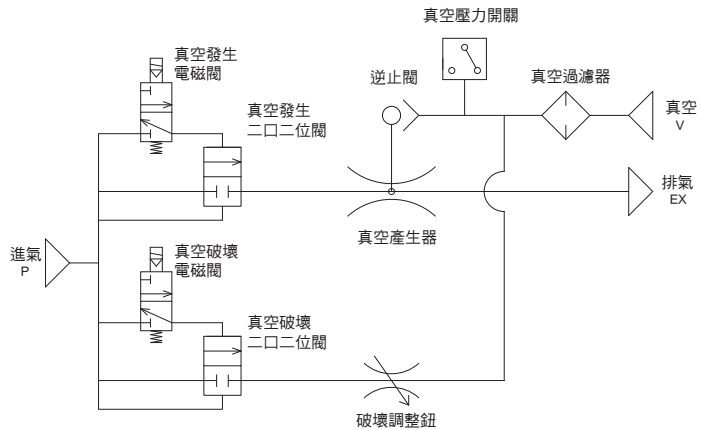 真空壓力開關
真空發生
電磁閥
逆止閥
真空過濾器
真空
V
真空發生
二口二位閥
排氣
EX
真空產生器
進氣
P
真空破壞
電磁閥
真空破壞
二口二位閥
破壞調整鈕